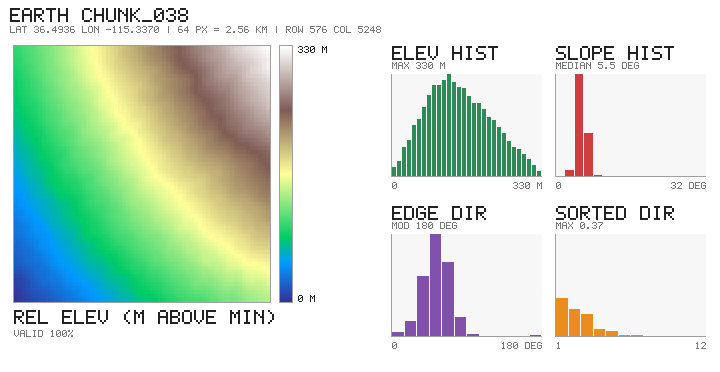 EARTH CHUNK_038
LAT 36.4936 LON -115.3370 | 64 PX = 2.56 KM | ROW 576 COL 5248
330 M
0 M
REL ELEV (M ABOVE MIN)
VALID 100%
ELEV HIST
MAX 330 M
0 330 M
SLOPE HIST
MEDIAN 5.5 DEG
0 32 DEG
EDGE DIR
MOD 180 DEG
0 180 DEG
SORTED DIR
MAX 0.37
1 12